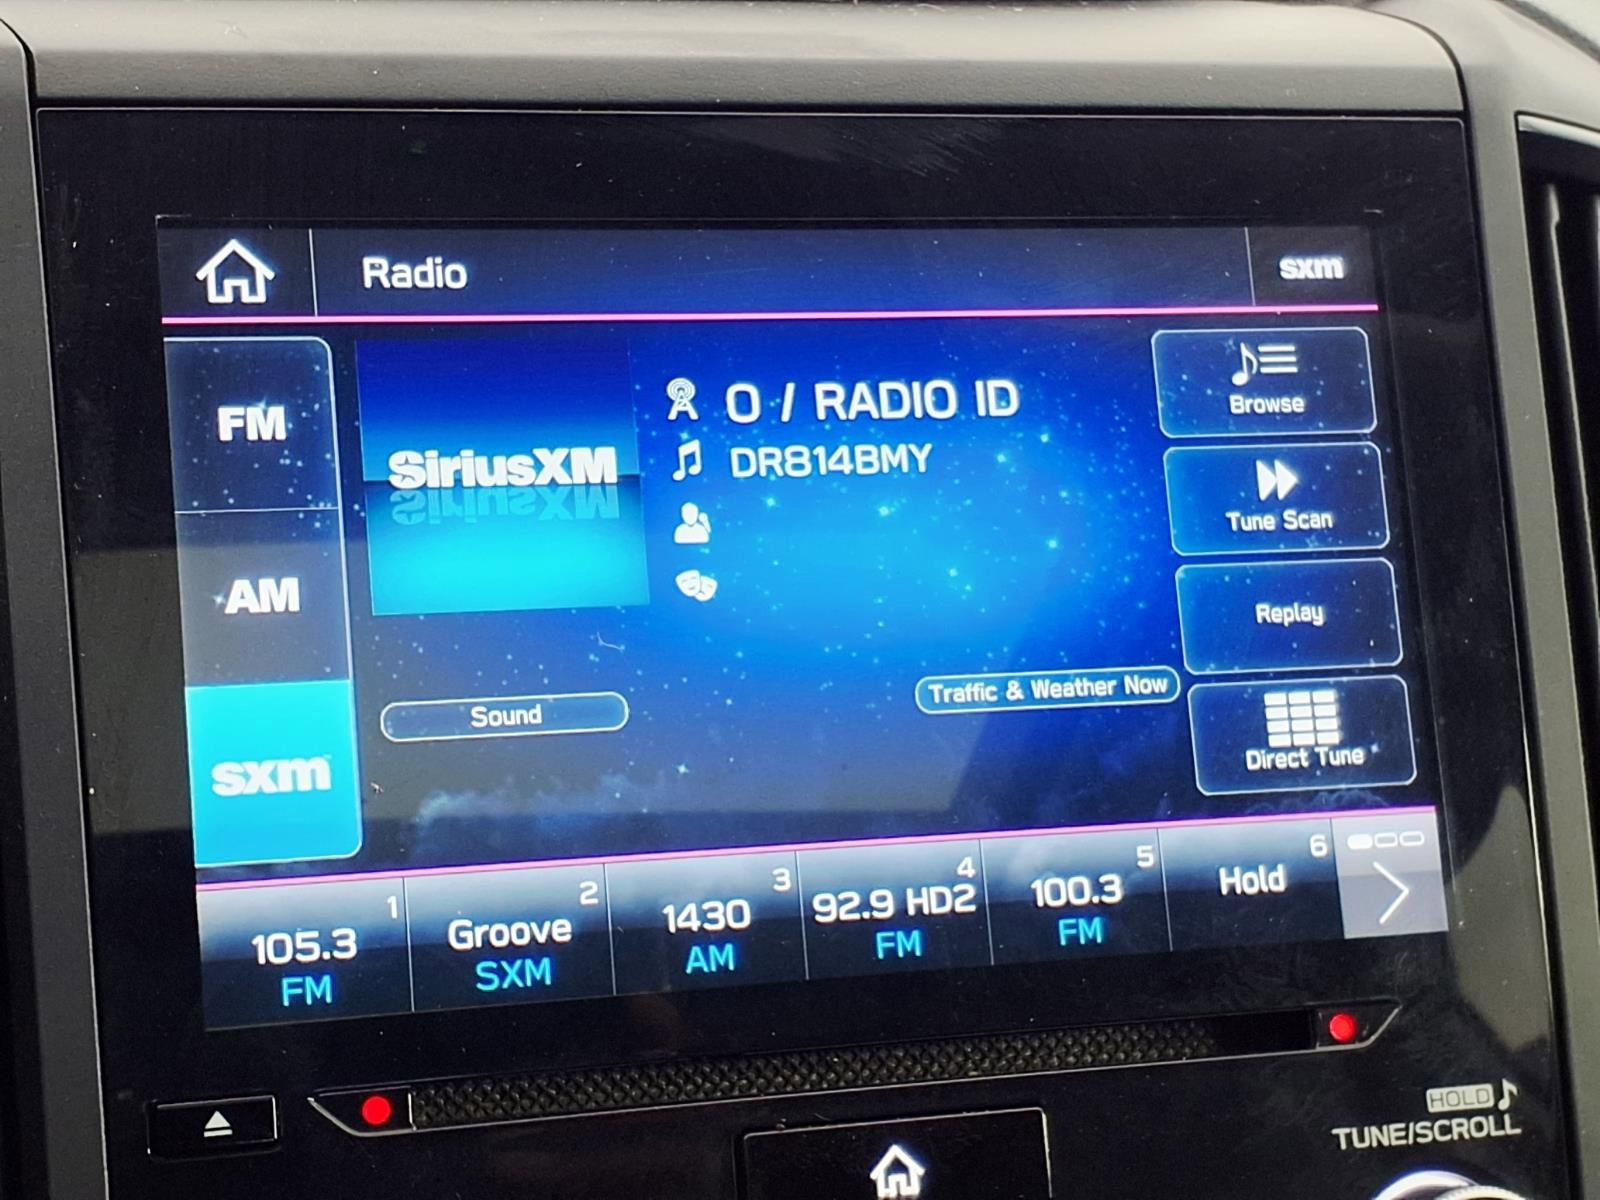 Radio
sxm
FM
AM
sxm
SiriusXM
0 / RADIO ID
DR814BMY
Sound
Traffic & Weather Now
Browse
Tune Scan
Replay
Direct Tune
1
105.3
FM
2
Groove
SXM
3
1430
AM
4
92.9 HD2
FM
5
100.3
FM
6
Hold
HOLD
TUNE/SCROLL